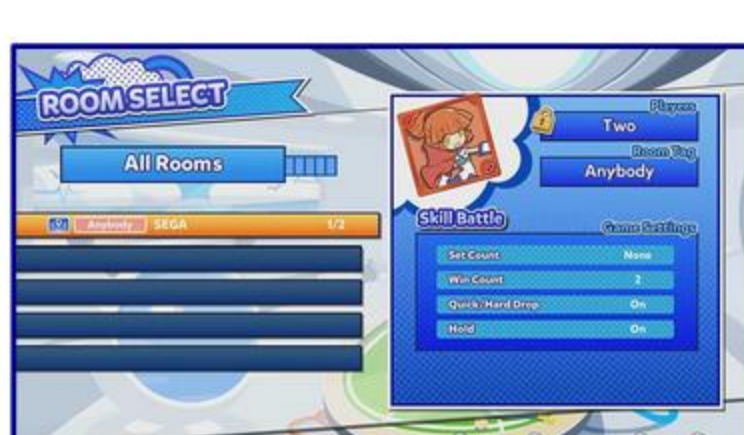 ROOM SELECT
All Rooms
Anybody SEGA 1/2
Players
Two
Room Tag
Anybody
Skill Battle
Game Settings
Set Count None
Win Count 2
Quick/Hard Drop On
Hold On